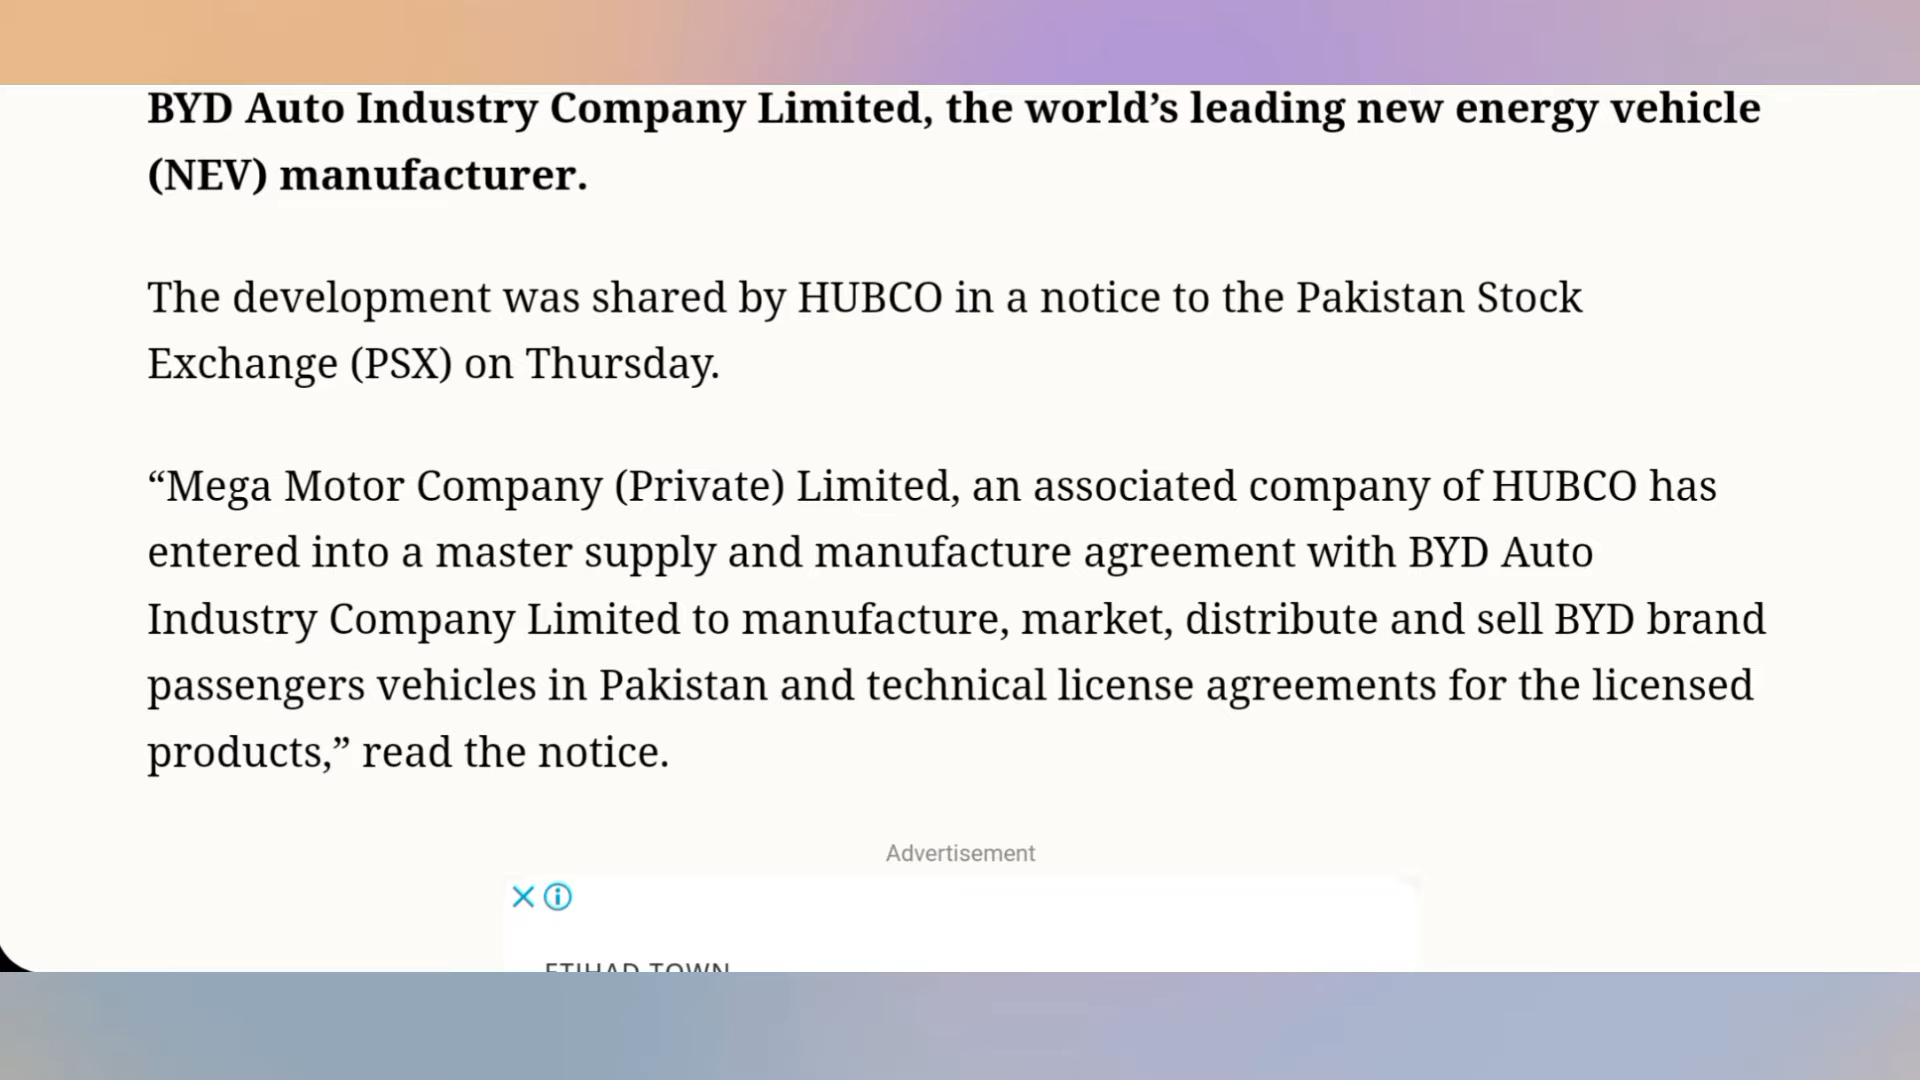 BYD Auto Industry Company Limited, the world’s leading new energy vehicle
(NEV) manufacturer.
The development was shared by HUBCO in a notice to the Pakistan Stock
Exchange (PSX) on Thursday.
“Mega Motor Company (Private) Limited, an associated company of HUBCO has
entered into a master supply and manufacture agreement with BYD Auto
Industry Company Limited to manufacture, market, distribute and sell BYD brand
passengers vehicles in Pakistan and technical license agreements for the licensed
products,” read the notice.
Advertisement
ETIHAD TOWN